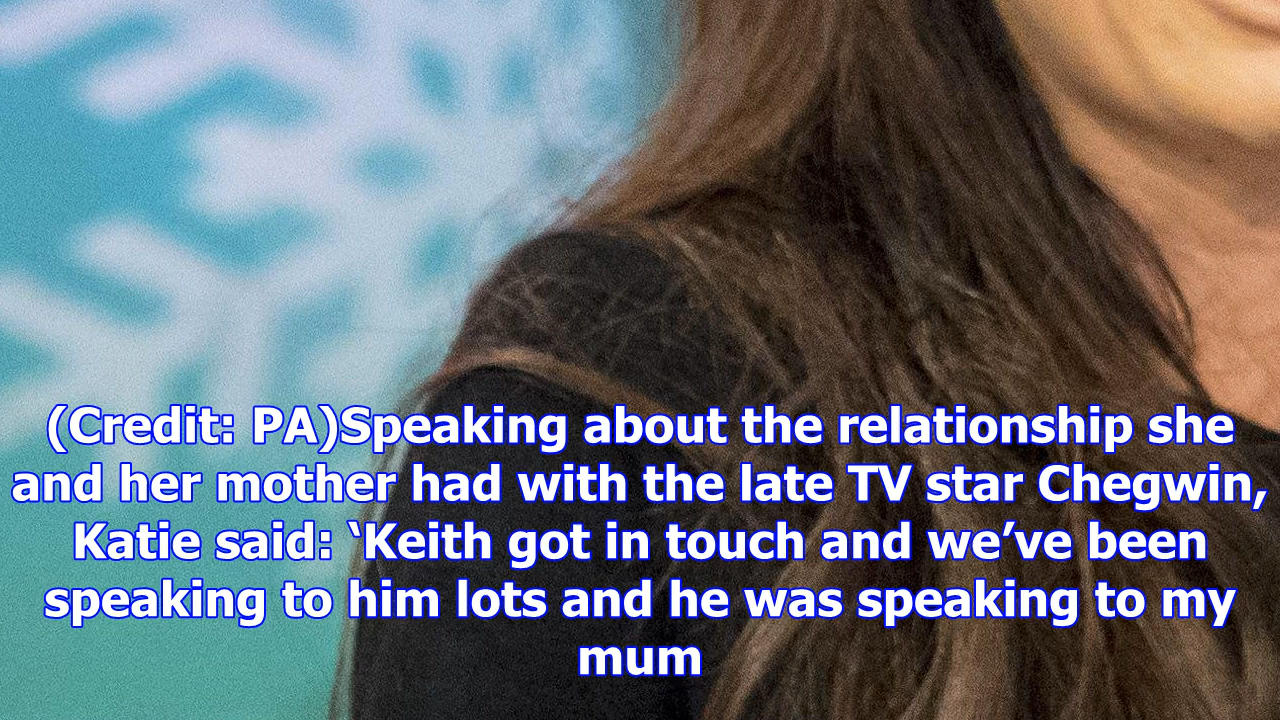 (Credit: PA)Speaking about the relationship she
and her mother had with the late TV star Chegwin,
Katie said: ‘Keith got in touch and we’ve been
speaking to him lots and he was speaking to my
mum